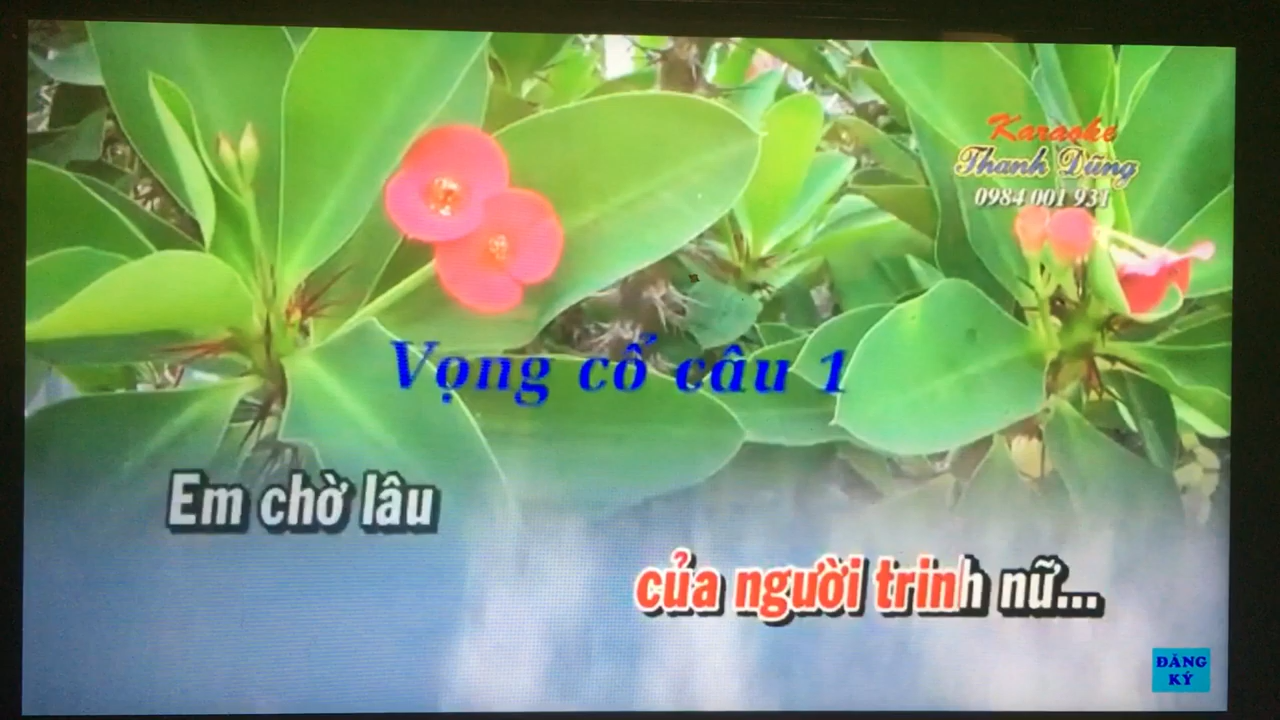 Karaoke
Thanh Dũng
0984 001 931
Vọng cổ câu 1
Em chờ lâu
của người trinh nữ...
ĐĂNG
KÝ